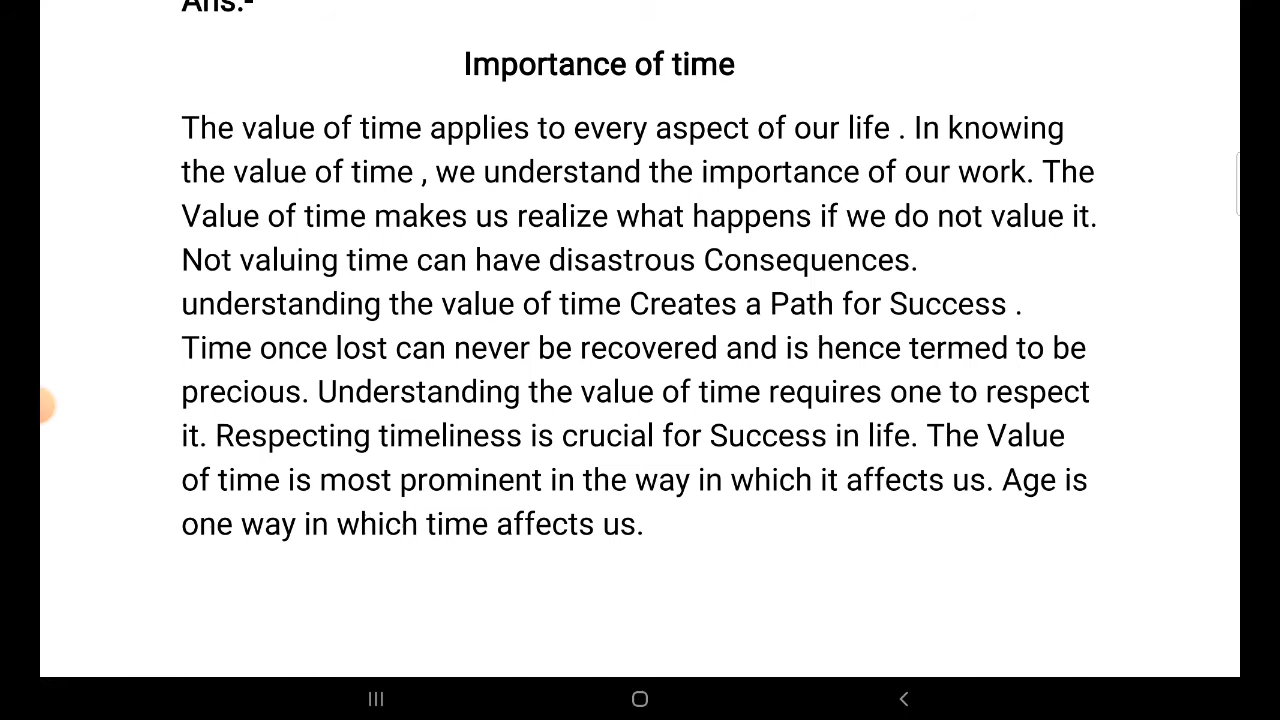 Ans.-
Importance of time
The value of time applies to every aspect of our life . In knowing
the value of time , we understand the importance of our work. The
Value of time makes us realize what happens if we do not value it.
Not valuing time can have disastrous Consequences.
understanding the value of time Creates a Path for Success .
Time once lost can never be recovered and is hence termed to be
precious. Understanding the value of time requires one to respect
it. Respecting timeliness is crucial for Success in life. The Value
of time is most prominent in the way in which it affects us. Age is
one way in which time affects us.